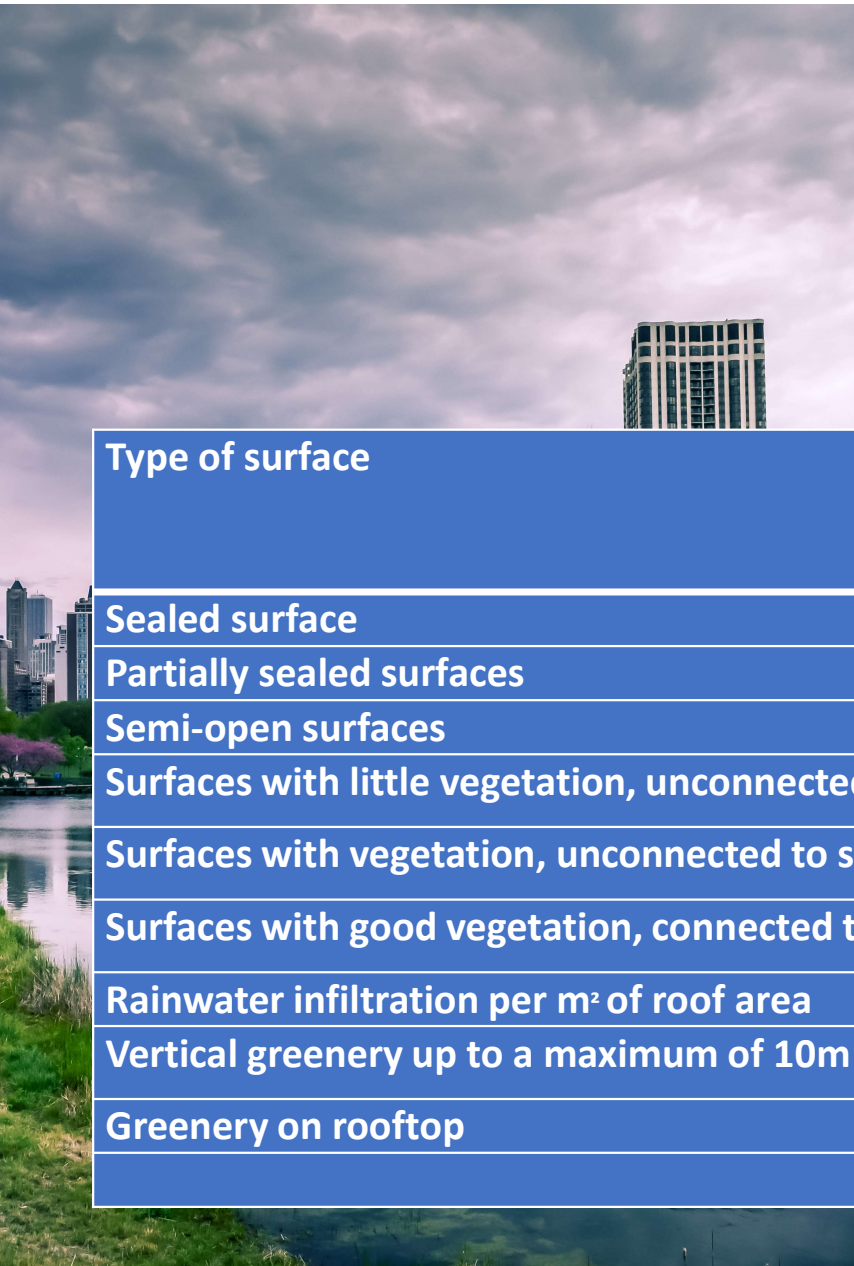 Type of surface
Sealed surface
Partially sealed surfaces
Semi-open surfaces
Surfaces with little vegetation, unconnected
Surfaces with vegetation, unconnected to s
Surfaces with good vegetation, connected t
Rainwater infiltration per m² of roof area
Vertical greenery up to a maximum of 10m
Greenery on rooftop